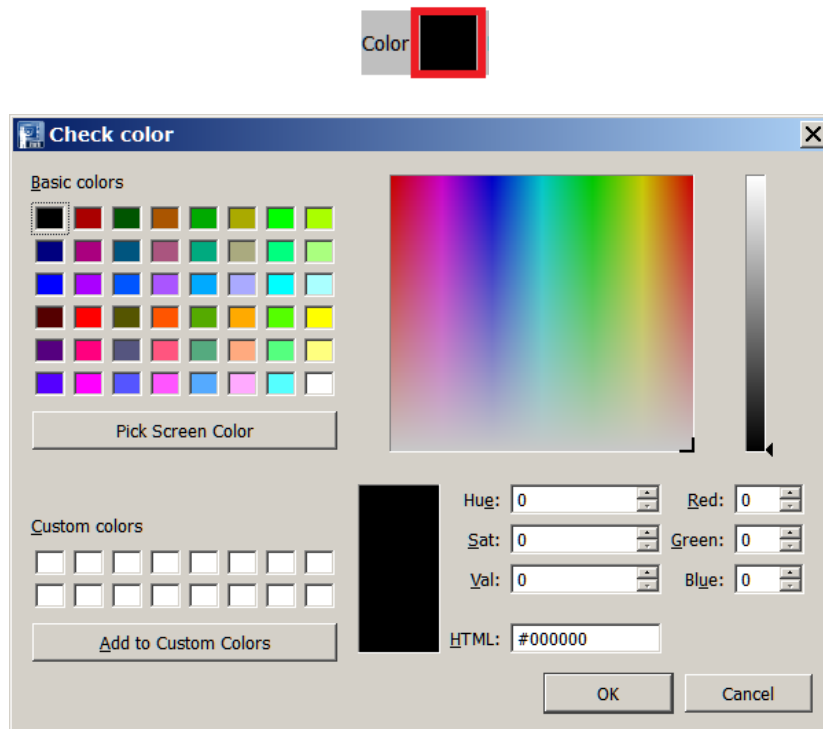 Color
Check color
Basic colors
Pick Screen Color
Custom colors
Add to Custom Colors
Hue: 0
Red: 0
Sat: 0
Green: 0
Val: 0
Blue: 0
HTML: #000000
OK
Cancel